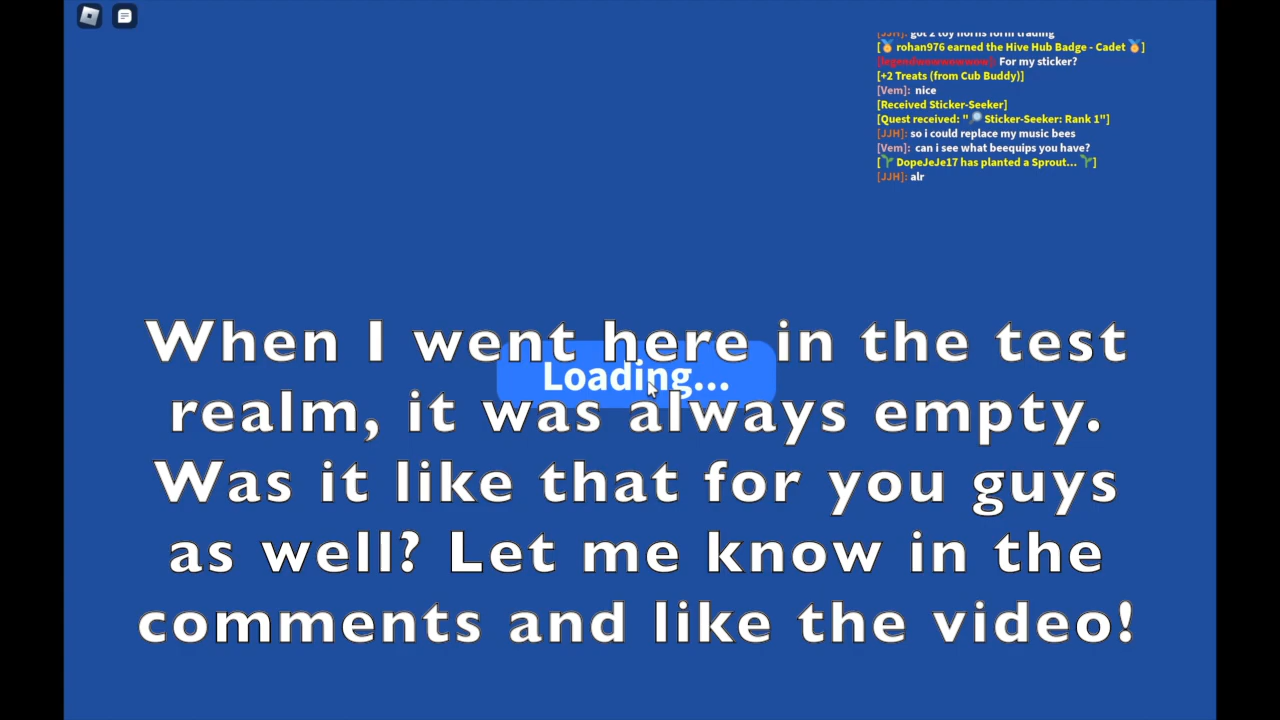 [JJH]: got 2 toy horns form trading
[🏅 rohan976 earned the Hive Hub Badge - Cadet 🏅]
For my sticker?
[+2 Treats (from Cub Buddy)]
[Vem]: nice
[Received Sticker-Seeker]
[Quest received: "🔎 Sticker-Seeker: Rank 1"]
[JJH]: so i could replace my music bees
[Vem]: can i see what beequips you have?
[🌱 DopeJeJe17 has planted a Sprout... 🌱]
[JJH]: alr
When I went here in the test
Loading...
realm, it was always empty.
Was it like that for you guys
as well? Let me know in the
comments and like the video!